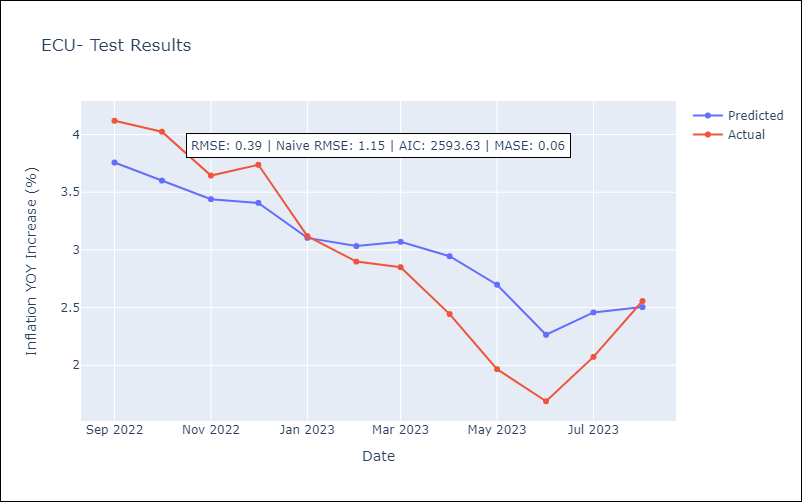 ECU- Test Results
Predicted
Actual
RMSE: 0.39 | Naive RMSE: 1.15 | AIC: 2593.63 | MASE: 0.06
Inflation YOY Increase (%)
4
3.5
3
2.5
2
Sep 2022
Nov 2022
Jan 2023
Mar 2023
May 2023
Jul 2023
Date